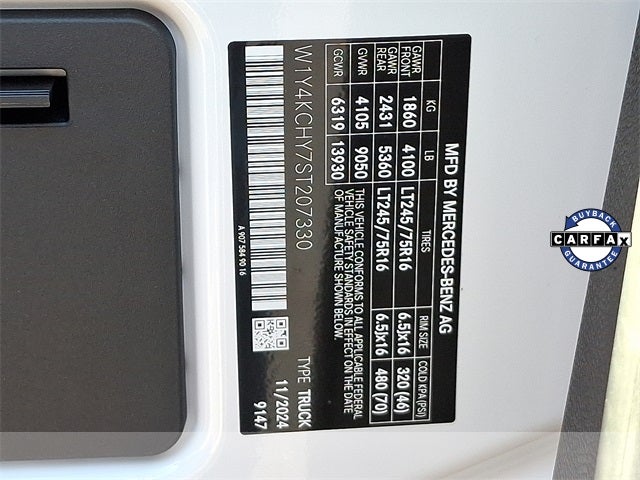 MFD BY MERCEDES-BENZ AG
KG LB TIRES RIM SIZE COLD KPA(PSI)
GAWR FRONT 1860 4100 LT245/75R16 6.5Jx16 320 (46)
GAWR REAR 2431 5360 LT245/75R16 6.5Jx16 480 (70)
GVWR 4105 9050
GCWR 6319 13930
THIS VEHICLE CONFORMS TO ALL APPLICABLE FEDERAL
VEHICLE SAFETY STANDARDS IN EFFECT ON THE DATE
OF MANUFACTURE SHOWN BELOW.
W1Y4KCHY7ST207330
TYPE TRUCK
11/2024
9147
A 907 584 90 16
BUYBACK
CARFAX
GUARANTEE